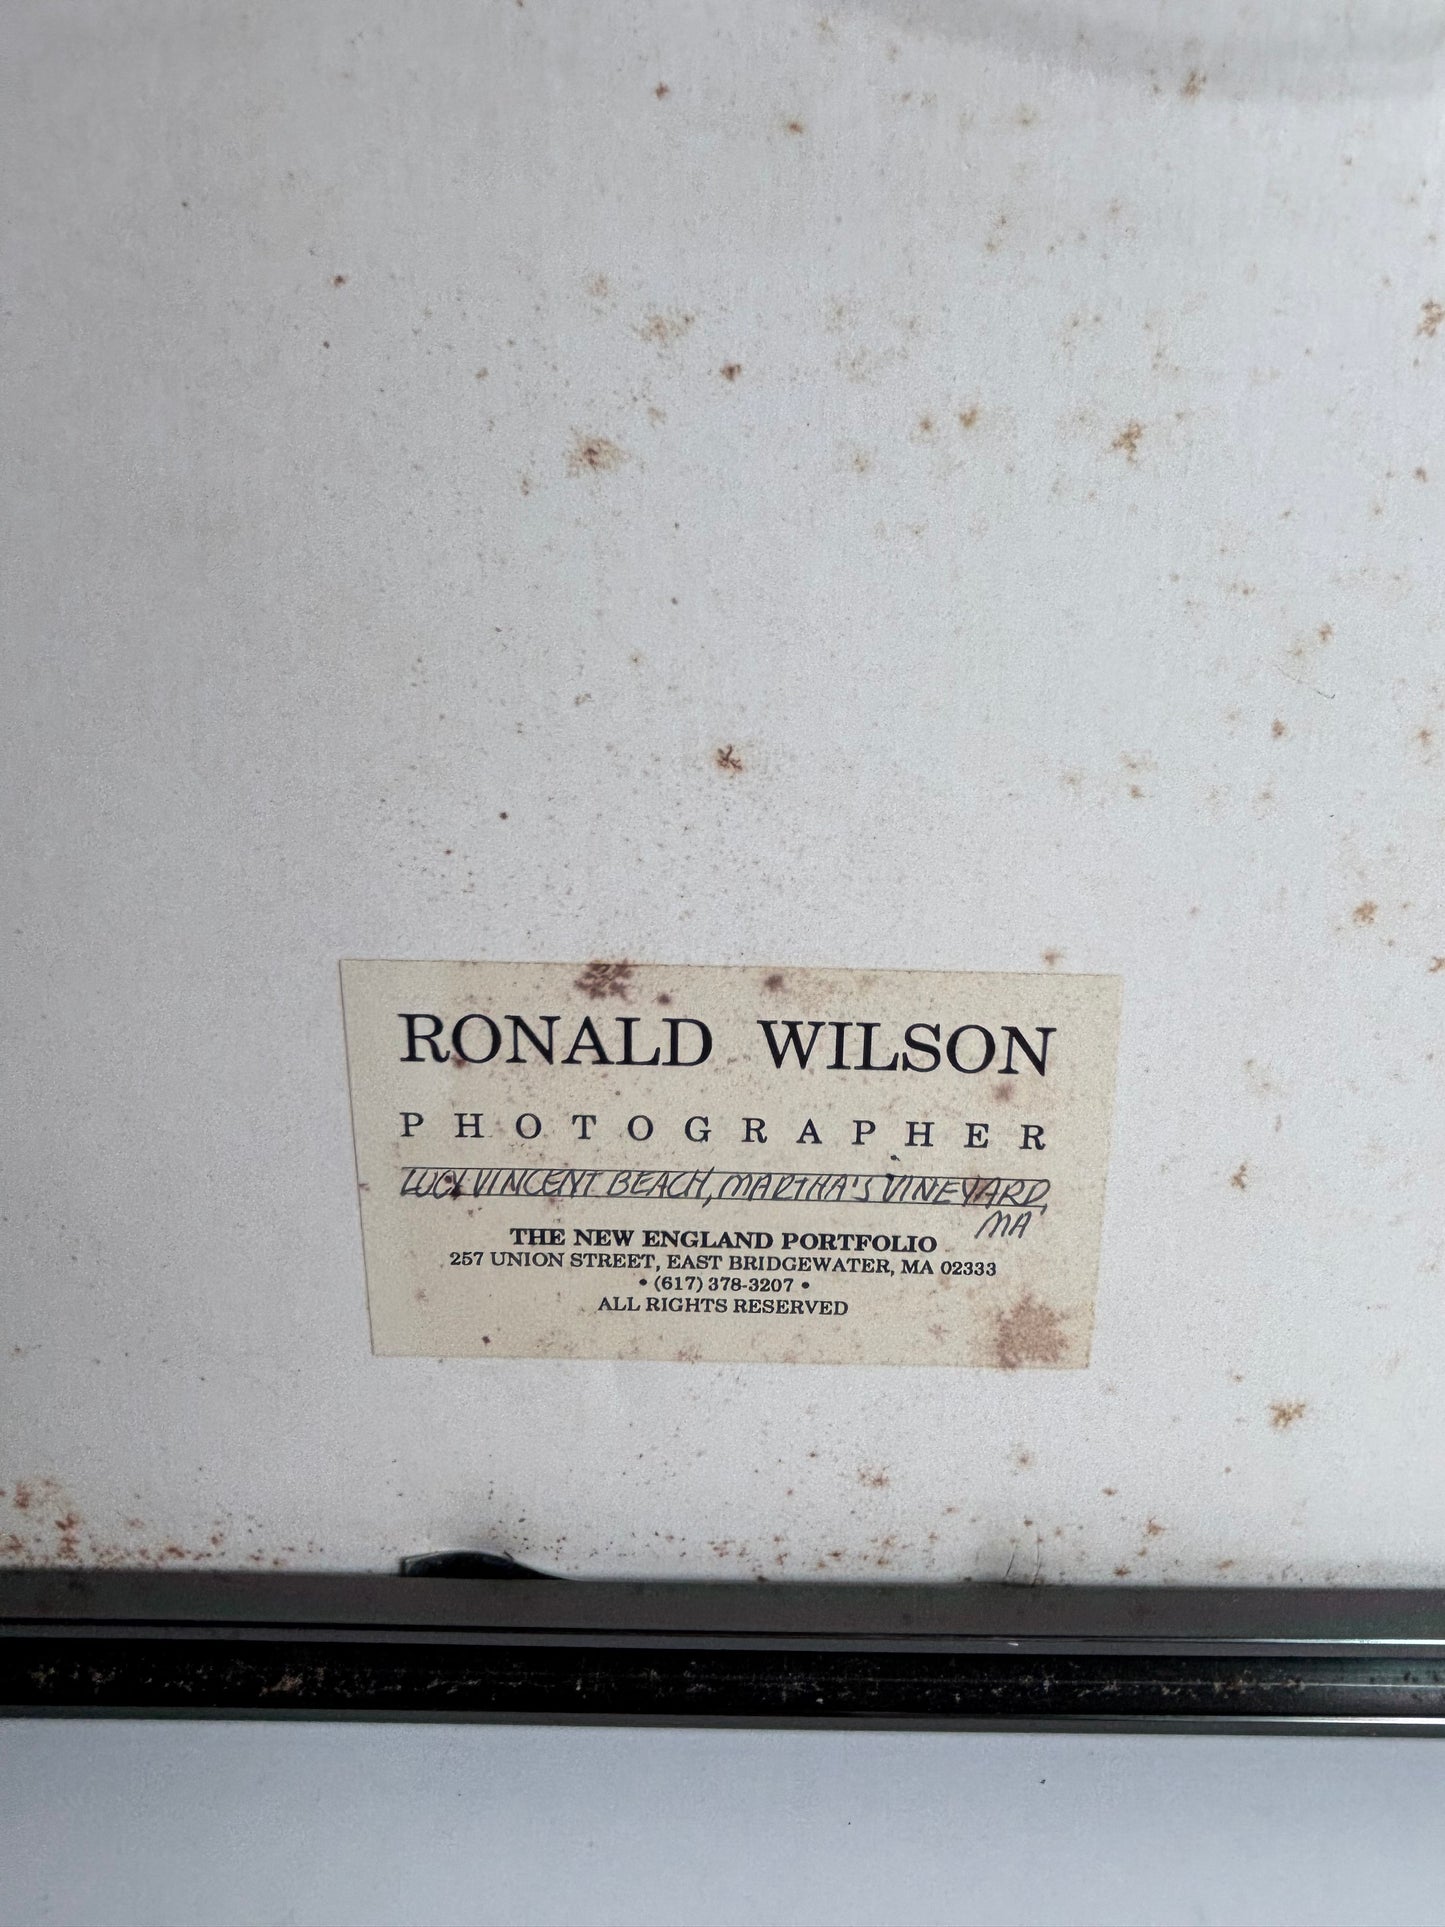 RONALD WILSON
PHOTOGRAPHER
LUCY VINCENT BEACH, MARTHA'S VINEYARD,
MA
THE NEW ENGLAND PORTFOLIO
257 UNION STREET, EAST BRIDGEWATER, MA 02333
• (617) 378-3207 •
ALL RIGHTS RESERVED